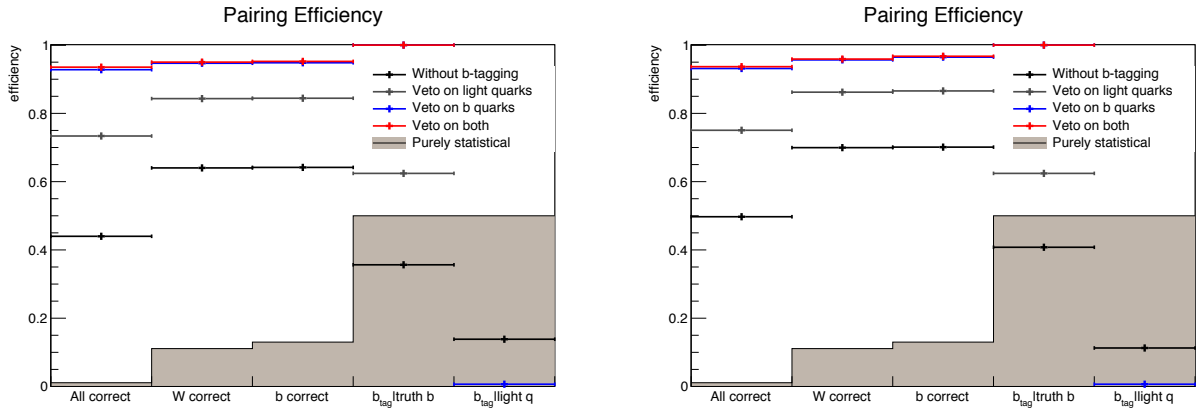 Pairing Efficiency
efficiency
1
0.8
0.6
0.4
0.2
0
Without b-tagging
Veto on light quarks
Veto on b quarks
Veto on both
Purely statistical
All correct
W correct
b correct
b_tag|truth b
b_tag|light q
Pairing Efficiency
efficiency
1
0.8
0.6
0.4
0.2
0
Without b-tagging
Veto on light quarks
Veto on b quarks
Veto on both
Purely statistical
All correct
W correct
b correct
b_tag|truth b
b_tag|light q